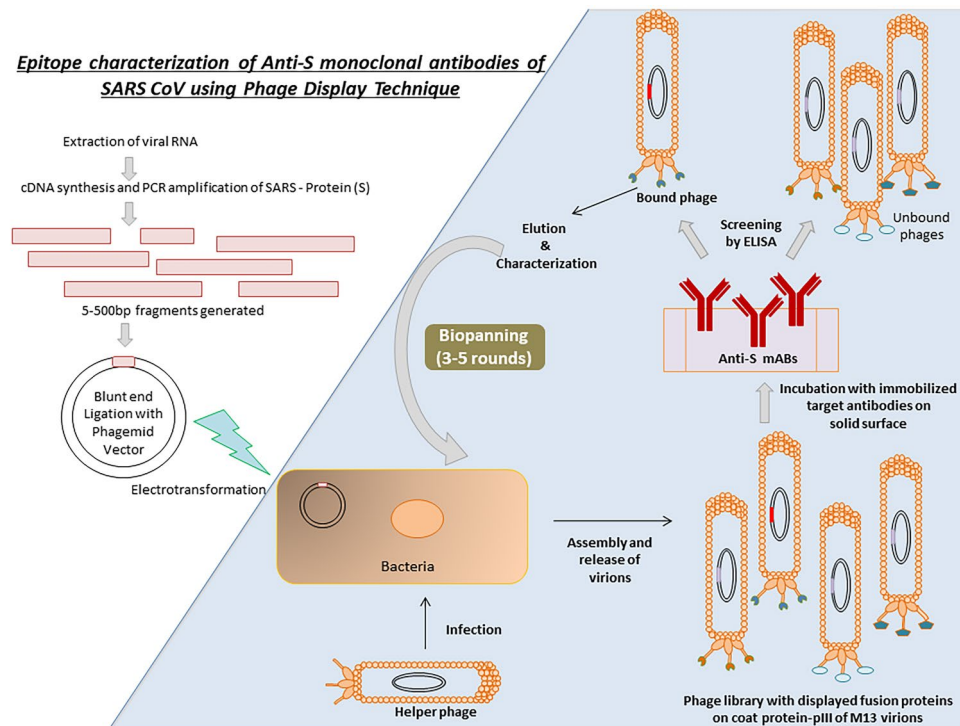 Epitope characterization of Anti-S monoclonal antibodies of
SARS CoV using Phage Display Technique
Extraction of viral RNA
cDNA synthesis and PCR amplification of SARS - Protein (S)
5-500bp fragments generated
Blunt end
Ligation with
Phagemid
Vector
Electrotransformation
Bacteria
Infection
Helper phage
Assembly and
release of
virions
Phage library with displayed fusion proteins
on coat protein-pIII of M13 virions
Incubation with immobilized
target antibodies on
solid surface
Anti-S mABs
Screening
by ELISA
Unbound
phages
Bound phage
Elution
&
Characterization
Biopanning
(3-5 rounds)